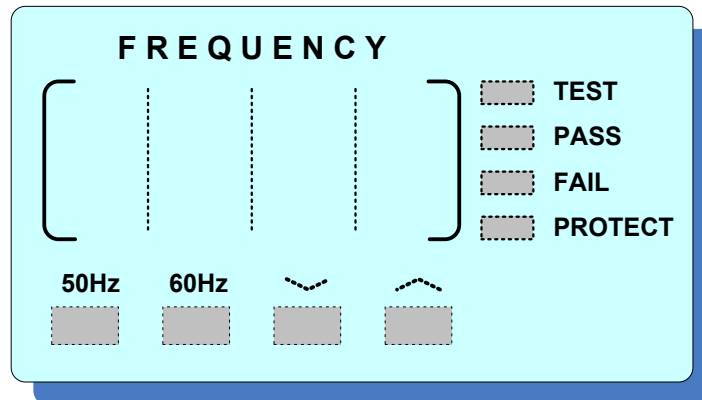 FREQUENCY
TEST
PASS
FAIL
PROTECT
50Hz 60Hz